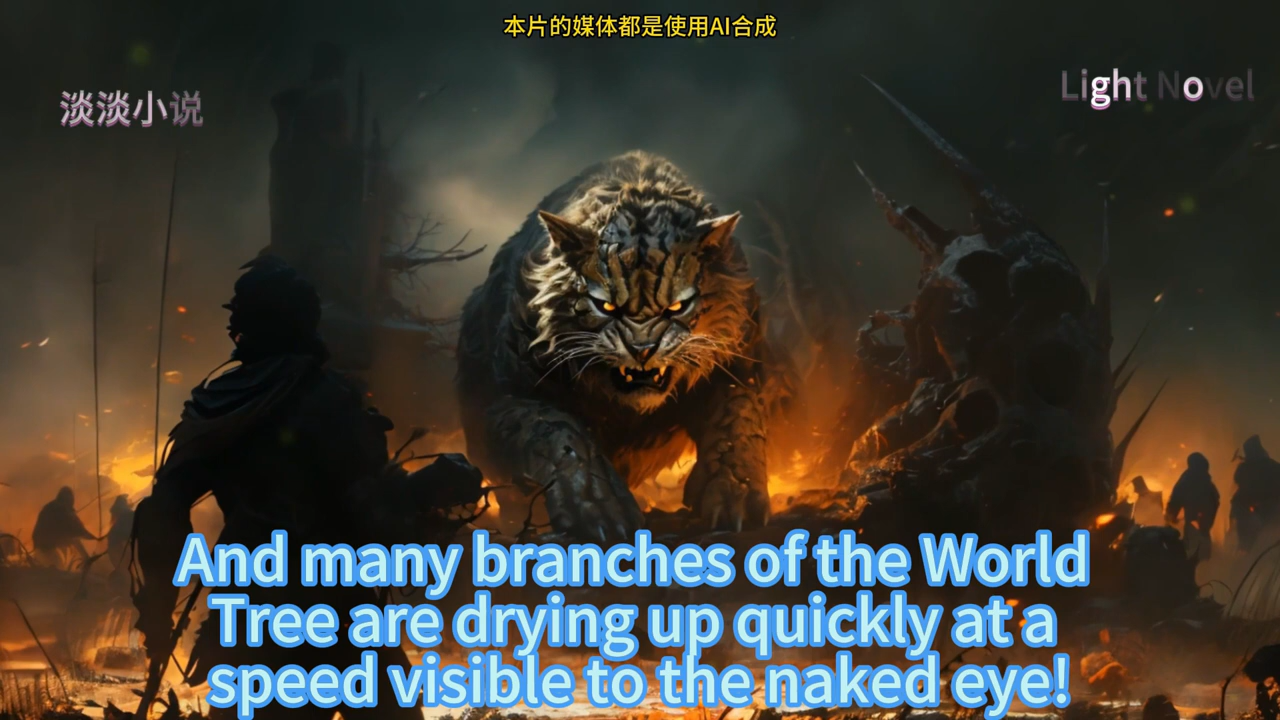 本片的媒体都是使用AI合成
淡淡小说
Light Novel
And many branches of the World
Tree are drying up quickly at a
speed visible to the naked eye!